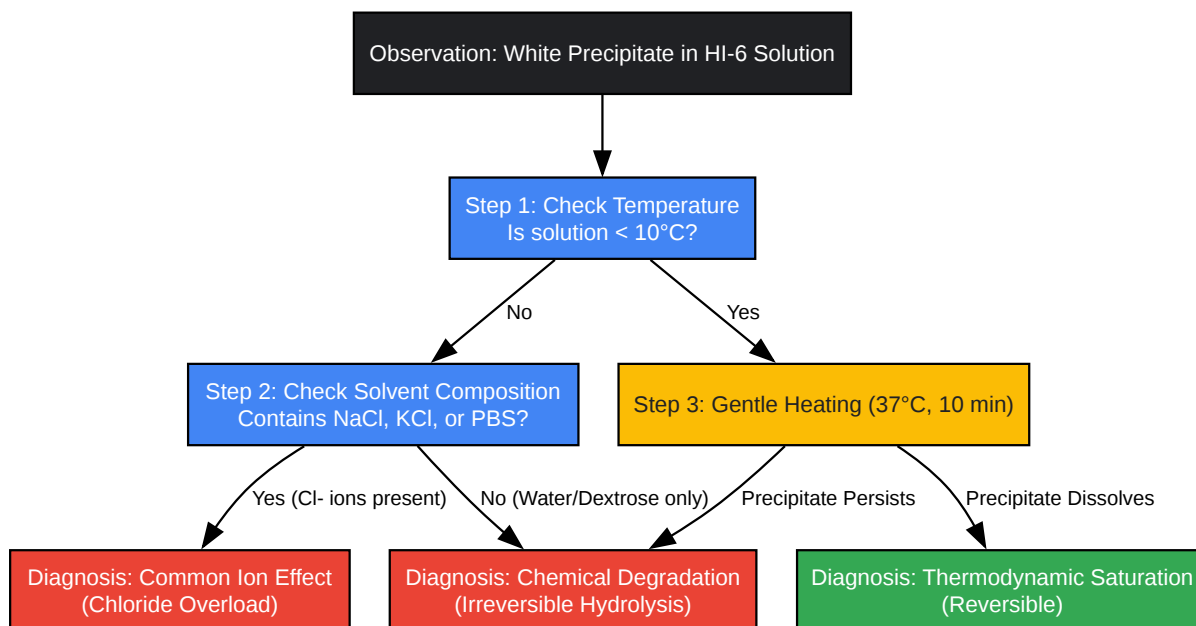 Observation: White Precipitate in HI-6 Solution
Step 1: Check Temperature
Is solution < 10°C?
No
Yes
Step 2: Check Solvent Composition
Contains NaCl, KCl, or PBS?
Step 3: Gentle Heating (37°C, 10 min)
Yes (Cl- ions present)
No (Water/Dextrose only)
Precipitate Persists
Precipitate Dissolves
Diagnosis: Common Ion Effect
(Chloride Overload)
Diagnosis: Chemical Degradation
(Irreversible Hydrolysis)
Diagnosis: Thermodynamic Saturation
(Reversible)